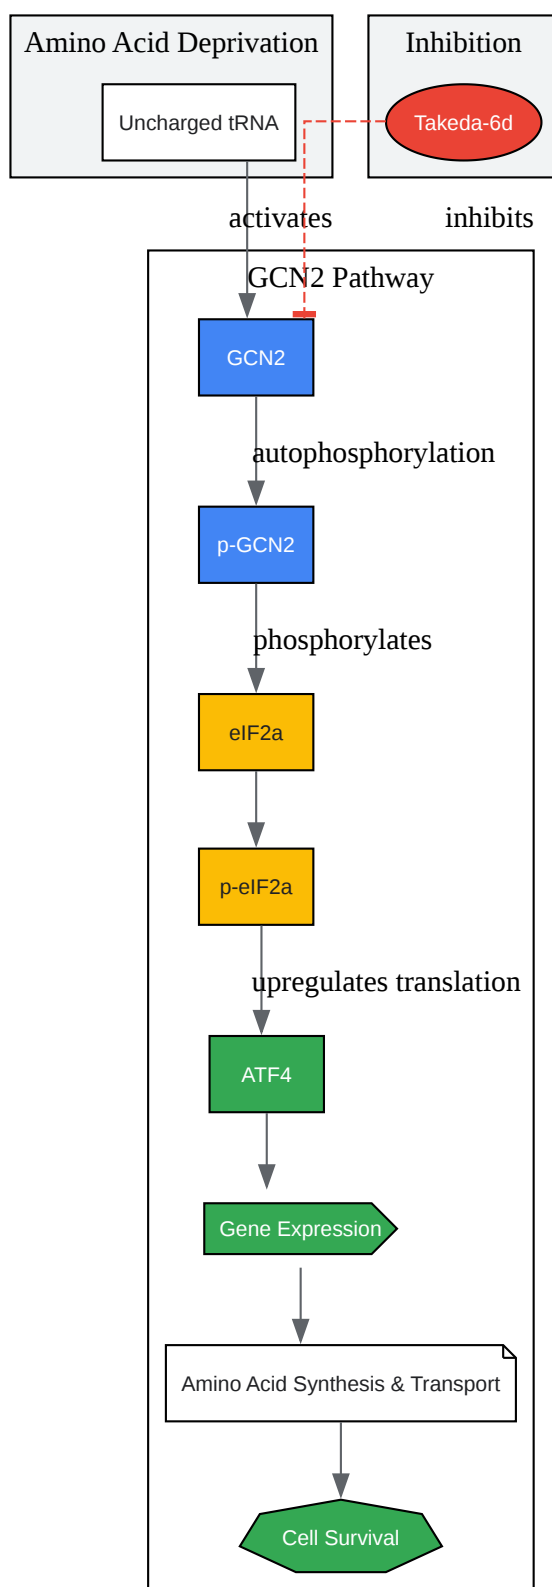 Amino Acid Deprivation
Inhibition
Uncharged tRNA
Takeda-6d
activates
inhibits
GCN2 Pathway
GCN2
autophosphorylation
p-GCN2
phosphorylates
eIF2a
p-eIF2a
upregulates translation
ATF4
Gene Expression
Amino Acid Synthesis & Transport
Cell Survival